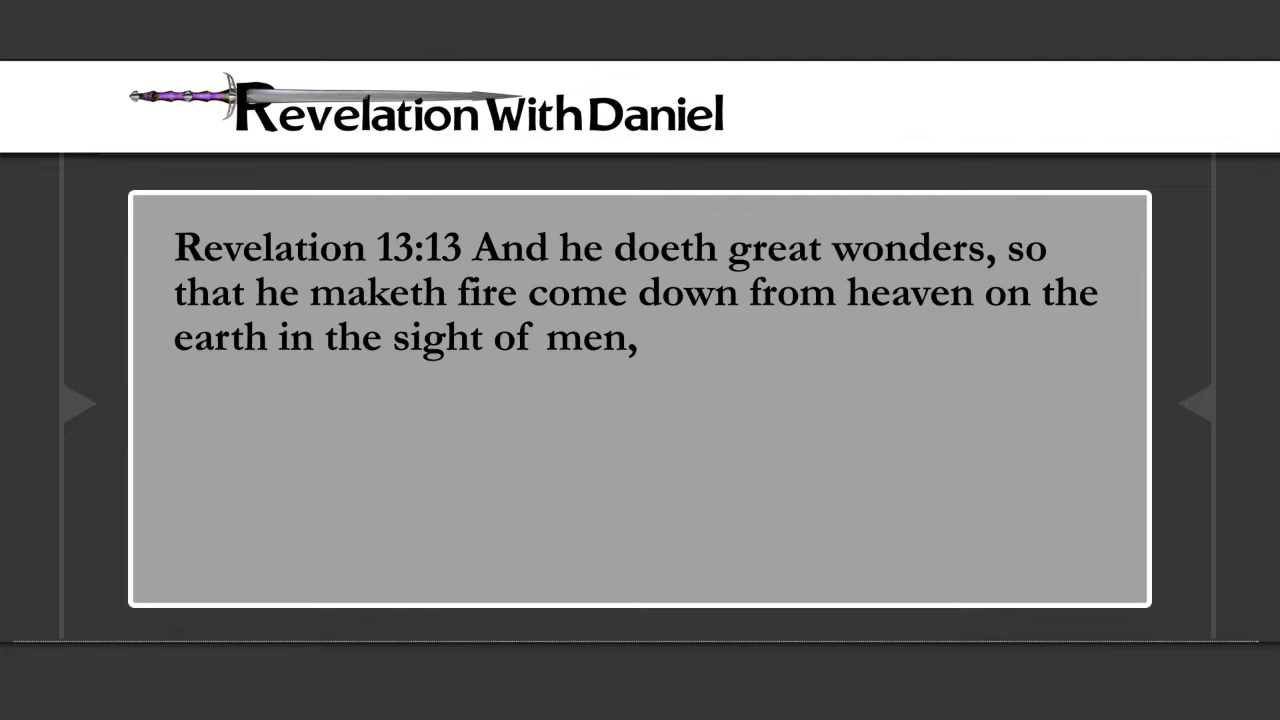 Revelation With Daniel
Revelation 13:13 And he doeth great wonders, so
that he maketh fire come down from heaven on the
earth in the sight of men,